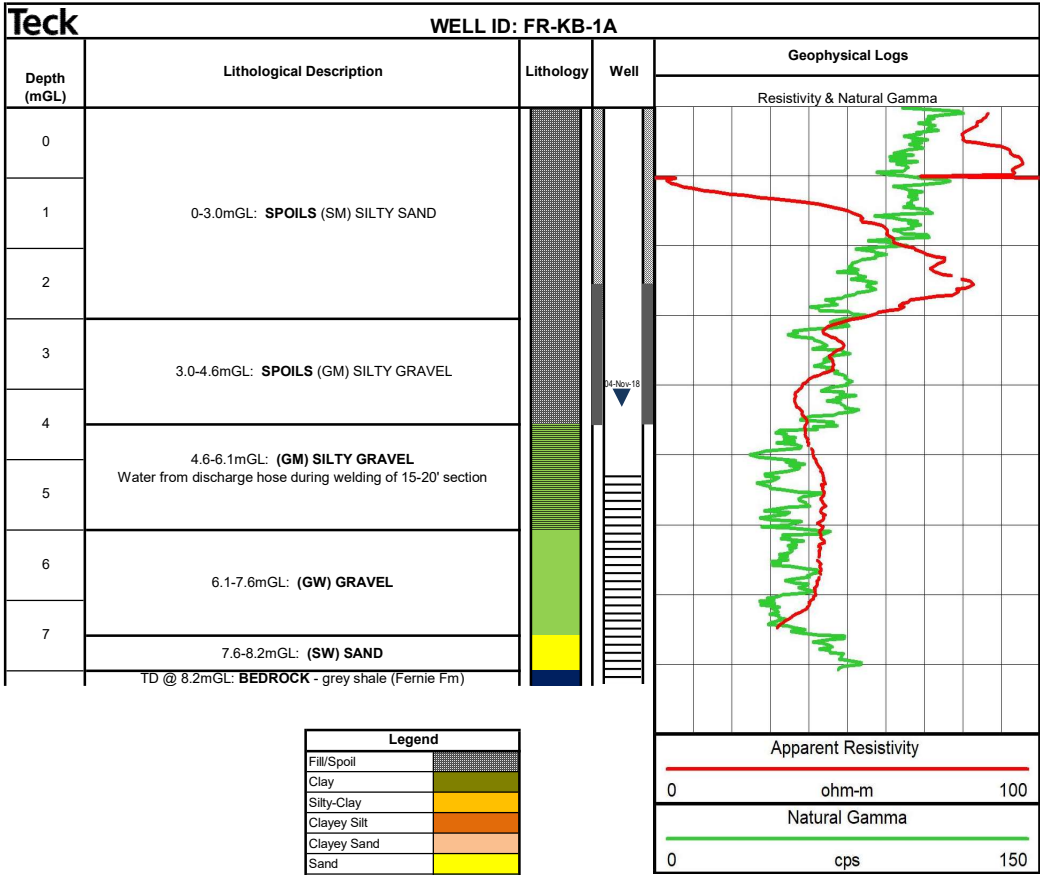 Teck
WELL ID: FR-KB-1A
Depth
(mGL)
Lithological Description
Lithology
Well
Geophysical Logs
Resistivity & Natural Gamma
0
1
2
3
4
5
6
7
0-3.0mGL: SPOILS (SM) SILTY SAND
3.0-4.6mGL: SPOILS (GM) SILTY GRAVEL
4.6-6.1mGL: (GM) SILTY GRAVEL
Water from discharge hose during welding of 15-20' section
6.1-7.6mGL: (GW) GRAVEL
7.6-8.2mGL: (SW) SAND
TD @ 8.2mGL: BEDROCK - grey shale (Fernie Fm)
04-Nov-18
Legend
Fill/Spoil
Clay
Silty-Clay
Clayey Silt
Clayey Sand
Sand
Apparent Resistivity
0 ohm-m 100
Natural Gamma
0 cps 150